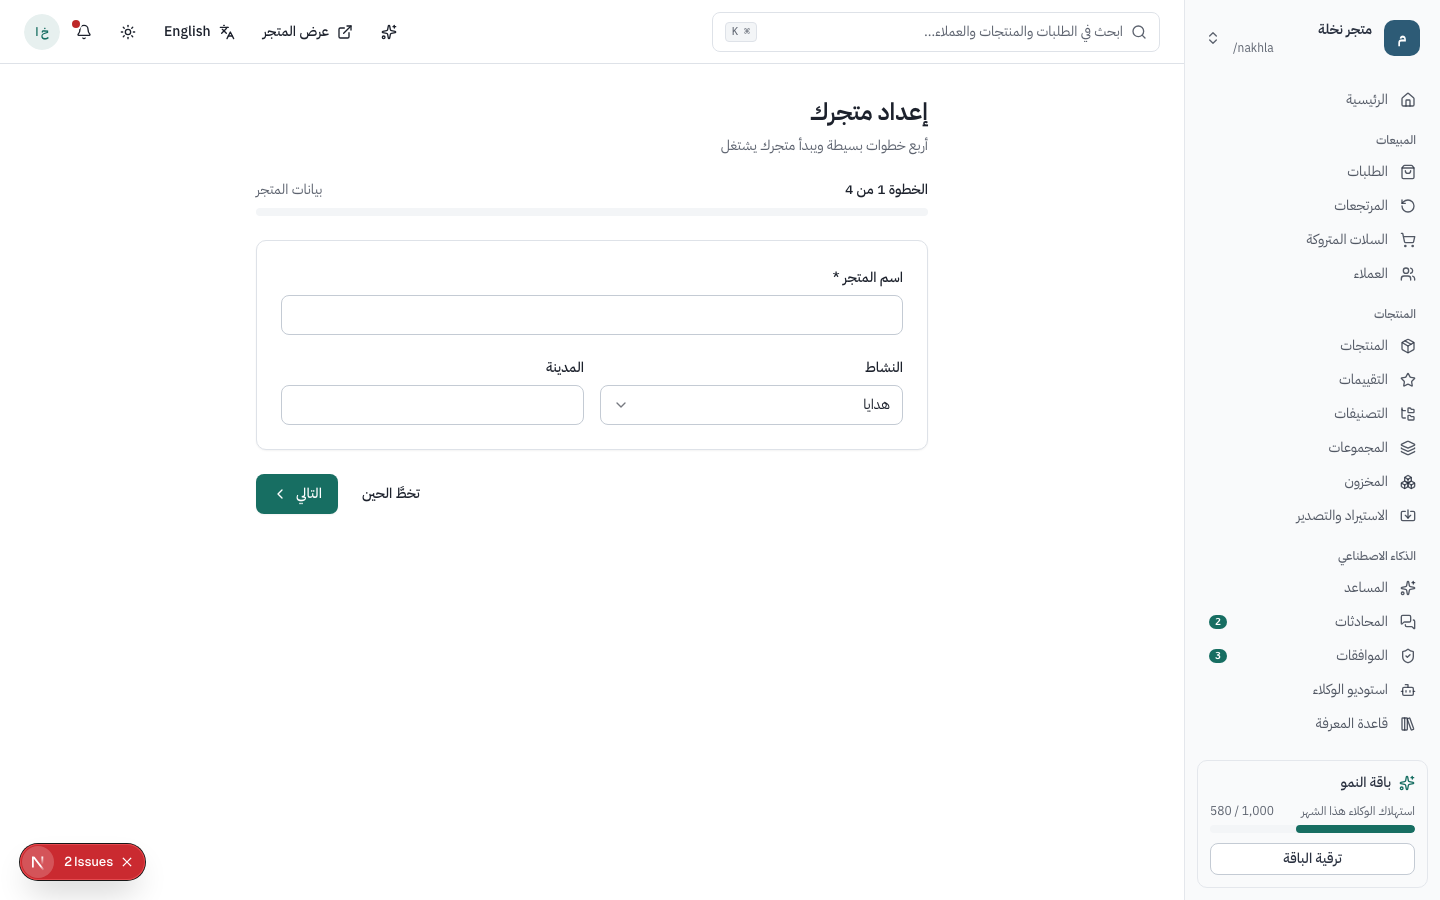 متجر نخلة
/nakhla
ابحث في الطلبات والمنتجات والعملاء...
⌘ K
عرض المتجر
English
خ ا
الرئيسية
المبيعات
الطلبات
المرتجعات
السلات المتروكة
العملاء
المنتجات
المنتجات
التقييمات
التصنيفات
المجموعات
المخزون
الاستيراد والتصدير
الذكاء الاصطناعي
المساعد
المحادثات
2
الموافقات
3
استوديو الوكلاء
قاعدة المعرفة
باقة النمو
استهلاك الوكلاء هذا الشهر
580 / 1,000
ترقية الباقة
إعداد متجرك
أربع خطوات بسيطة ويبدأ متجرك يشتغل
الخطوة 1 من 4
بيانات المتجر
اسم المتجر *
النشاط
المدينة
هدايا
تخطَّ الحين
التالي
2 Issues